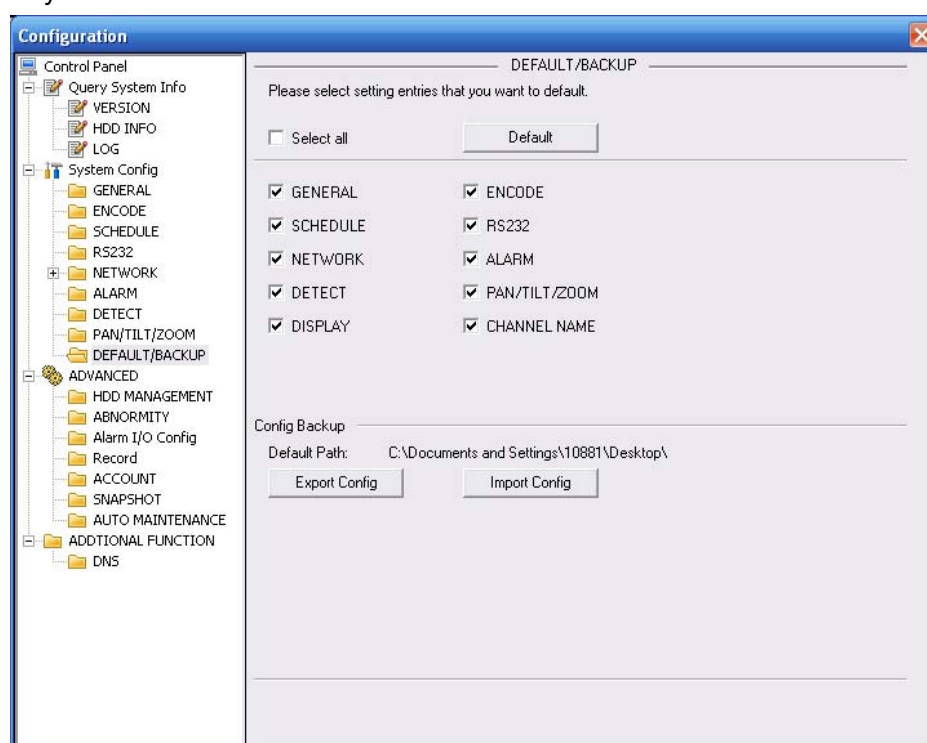 Configuration
Control Panel
Query System Info
VERSION
HDD INFO
LOG
System Config
GENERAL
ENCODE
SCHEDULE
RS232
NETWORK
ALARM
DETECT
PAN/TILT/ZOOM
DEFAULT/BACKUP
ADVANCED
HDD MANAGEMENT
ABNORMITY
Alarm I/O Config
Record
ACCOUNT
SNAPSHOT
AUTO MAINTENANCE
ADDTIONAL FUNCTION
DNS
DEFAULT/BACKUP
Please select setting entries that you want to default.
Select all Default
GENERAL ENCODE
SCHEDULE RS232
NETWORK ALARM
DETECT PAN/TILT/ZOOM
DISPLAY CHANNEL NAME
Config Backup
Default Path: C:\Documents and Settings\10881\Desktop\
Export Config Import Config